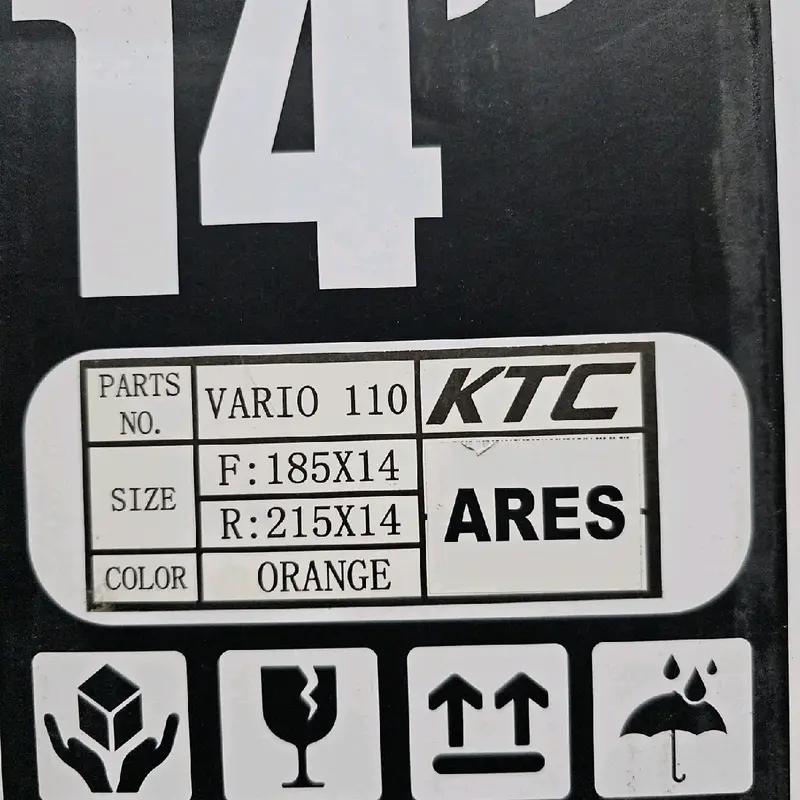 14”
PARTS NO.
VARIO 110
KTC
SIZE
F:185X14
R:215X14
ARES
COLOR
ORANGE